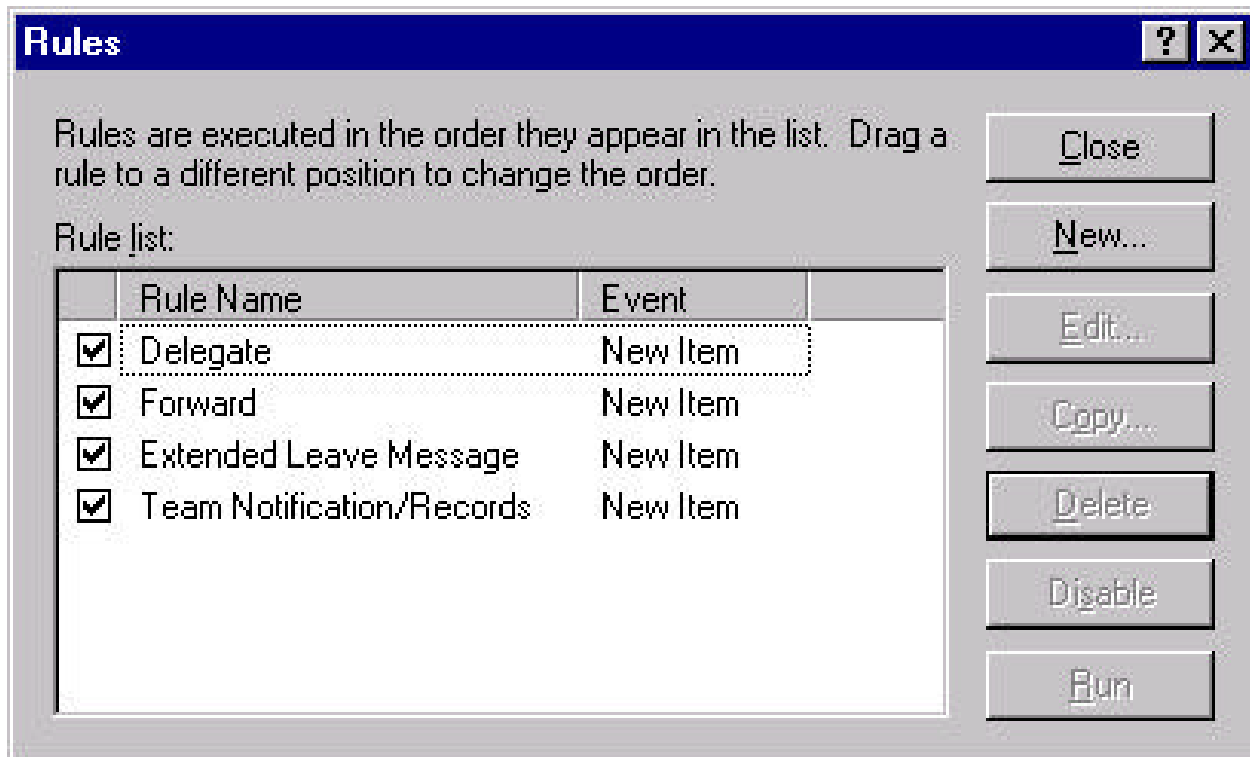 Rules
Rules are executed in the order they appear in the list. Drag a
rule to a different position to change the order.
Rule list:
Rule Name Event
Delegate New Item
Forward New Item
Extended Leave Message New Item
Team Notification/Records New Item
Close
New...
Edit...
Copy...
Delete
Disable
Run